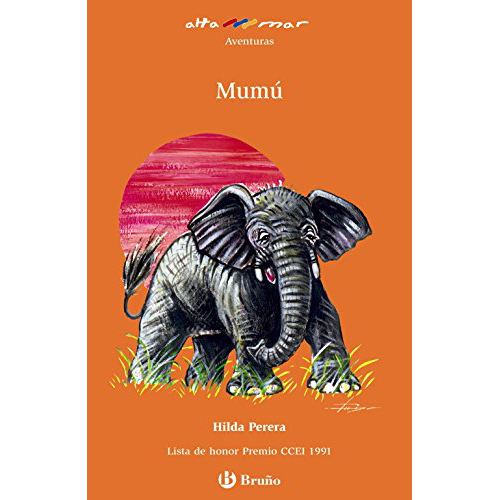 alta mar
Aventuras
Mumú
Hilda Perera
Lista de honor Premio CCEI 1991
Bruño